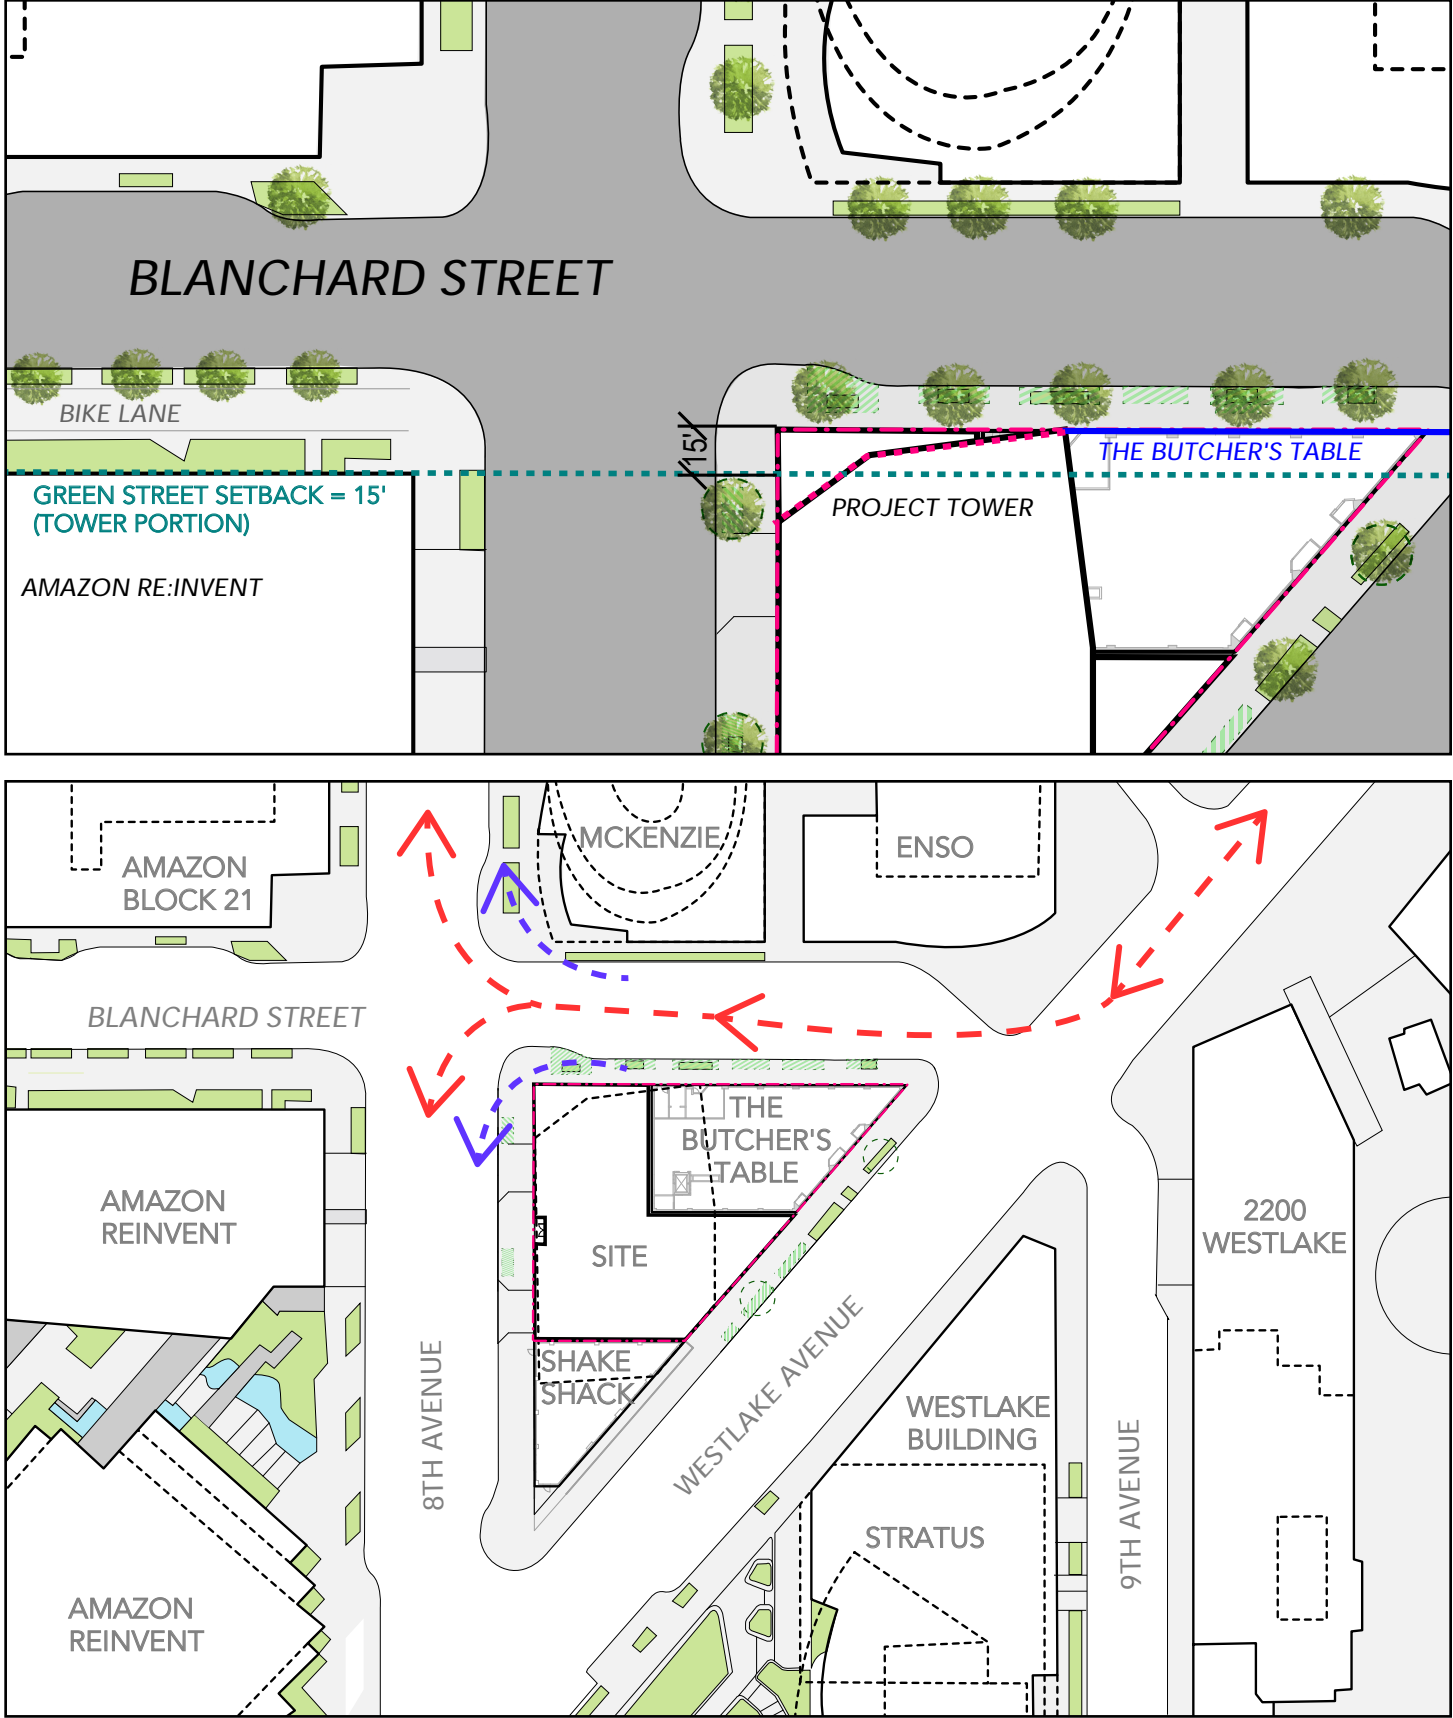 BLANCHARD STREET
BIKE LANE
15'
THE BUTCHER'S TABLE
GREEN STREET SETBACK = 15'
(TOWER PORTION)
PROJECT TOWER
AMAZON RE:INVENT
MCKENZIE
ENSO
AMAZON
BLOCK 21
BLANCHARD STREET
THE
BUTCHER'S
TABLE
AMAZON
REINVENT
2200
WESTLAKE
SITE
SHAKE
SHACK
8TH AVENUE
WESTLAKE AVENUE
WESTLAKE
BUILDING
9TH AVENUE
STRATUS
AMAZON
REINVENT